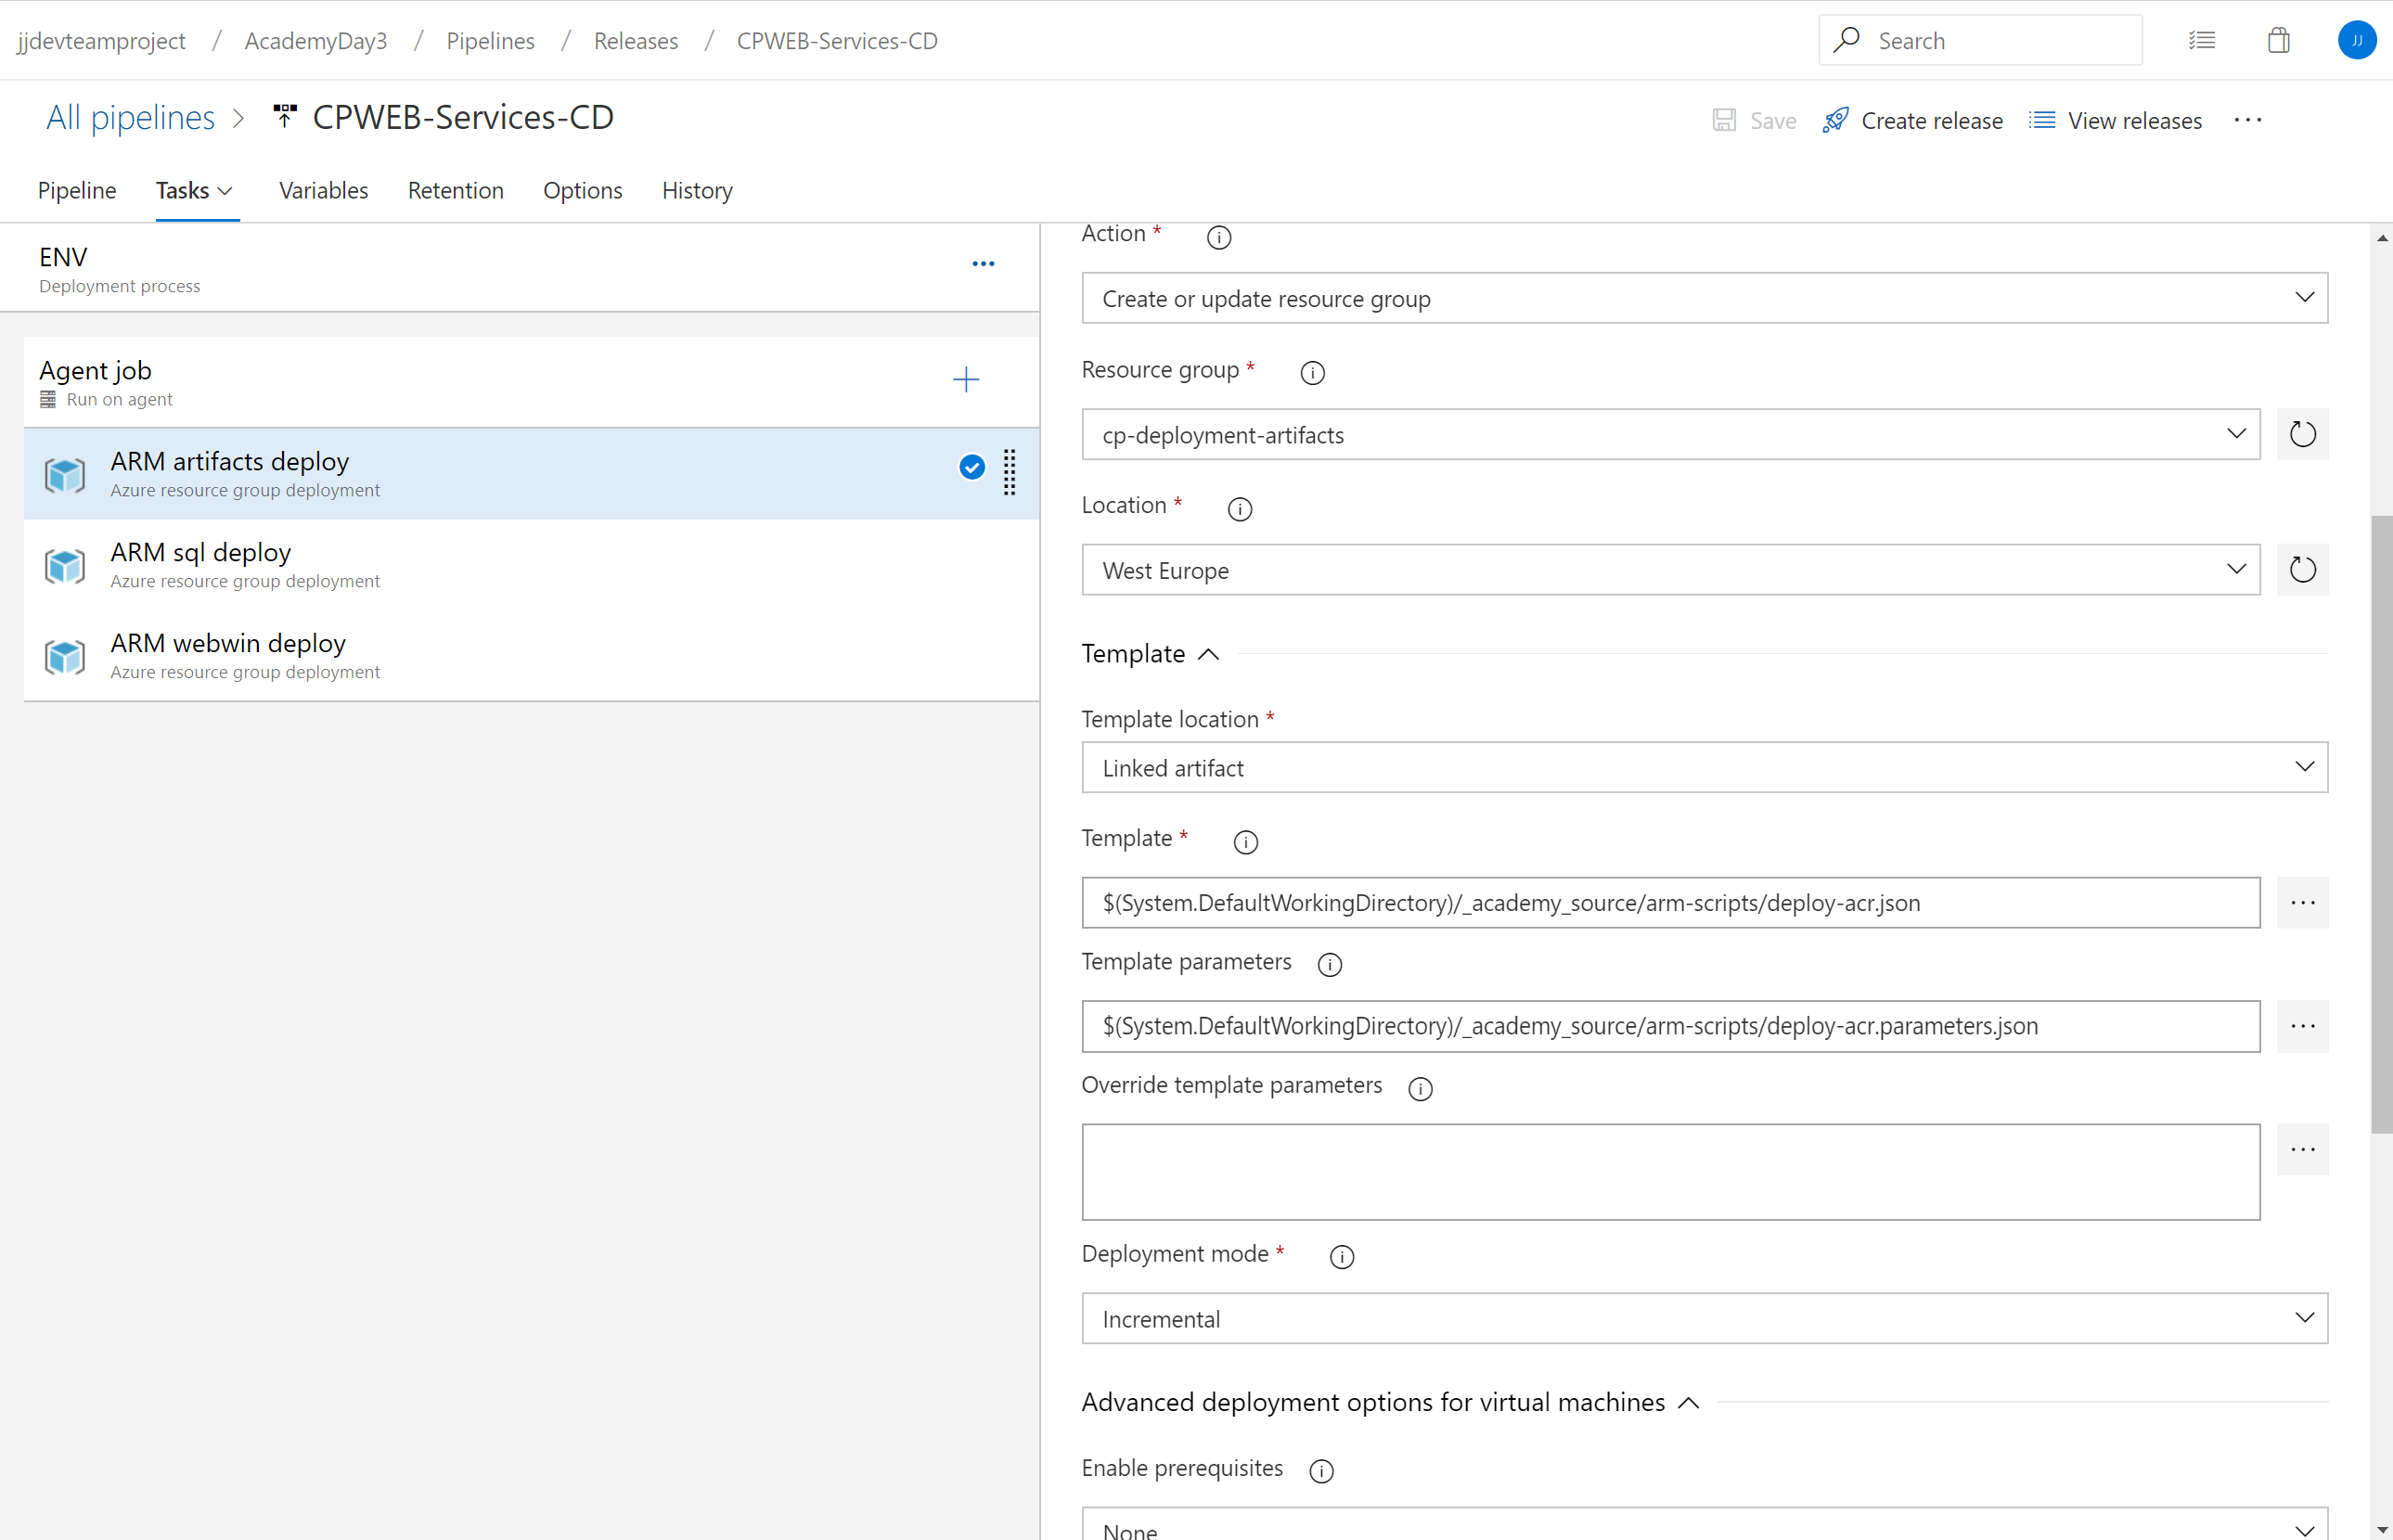 jjdevteamproject / AcademyDay3 / Pipelines / Releases / CPWEB-Services-CD
Search
JJ
All pipelines > CPWEB-Services-CD
Save Create release View releases ...
Pipeline Tasks Variables Retention Options History
ENV
Deployment process
...
Agent job
Run on agent
ARM artifacts deploy
Azure resource group deployment
ARM sql deploy
Azure resource group deployment
ARM webwin deploy
Azure resource group deployment
Action *
Create or update resource group
Resource group *
cp-deployment-artifacts
Location *
West Europe
Template
Template location *
Linked artifact
Template *
$(System.DefaultWorkingDirectory)/_academy_source/arm-scripts/deploy-acr.json
...
Template parameters
$(System.DefaultWorkingDirectory)/_academy_source/arm-scripts/deploy-acr.parameters.json
...
Override template parameters
...
Deployment mode *
Incremental
Advanced deployment options for virtual machines
Enable prerequisites
None